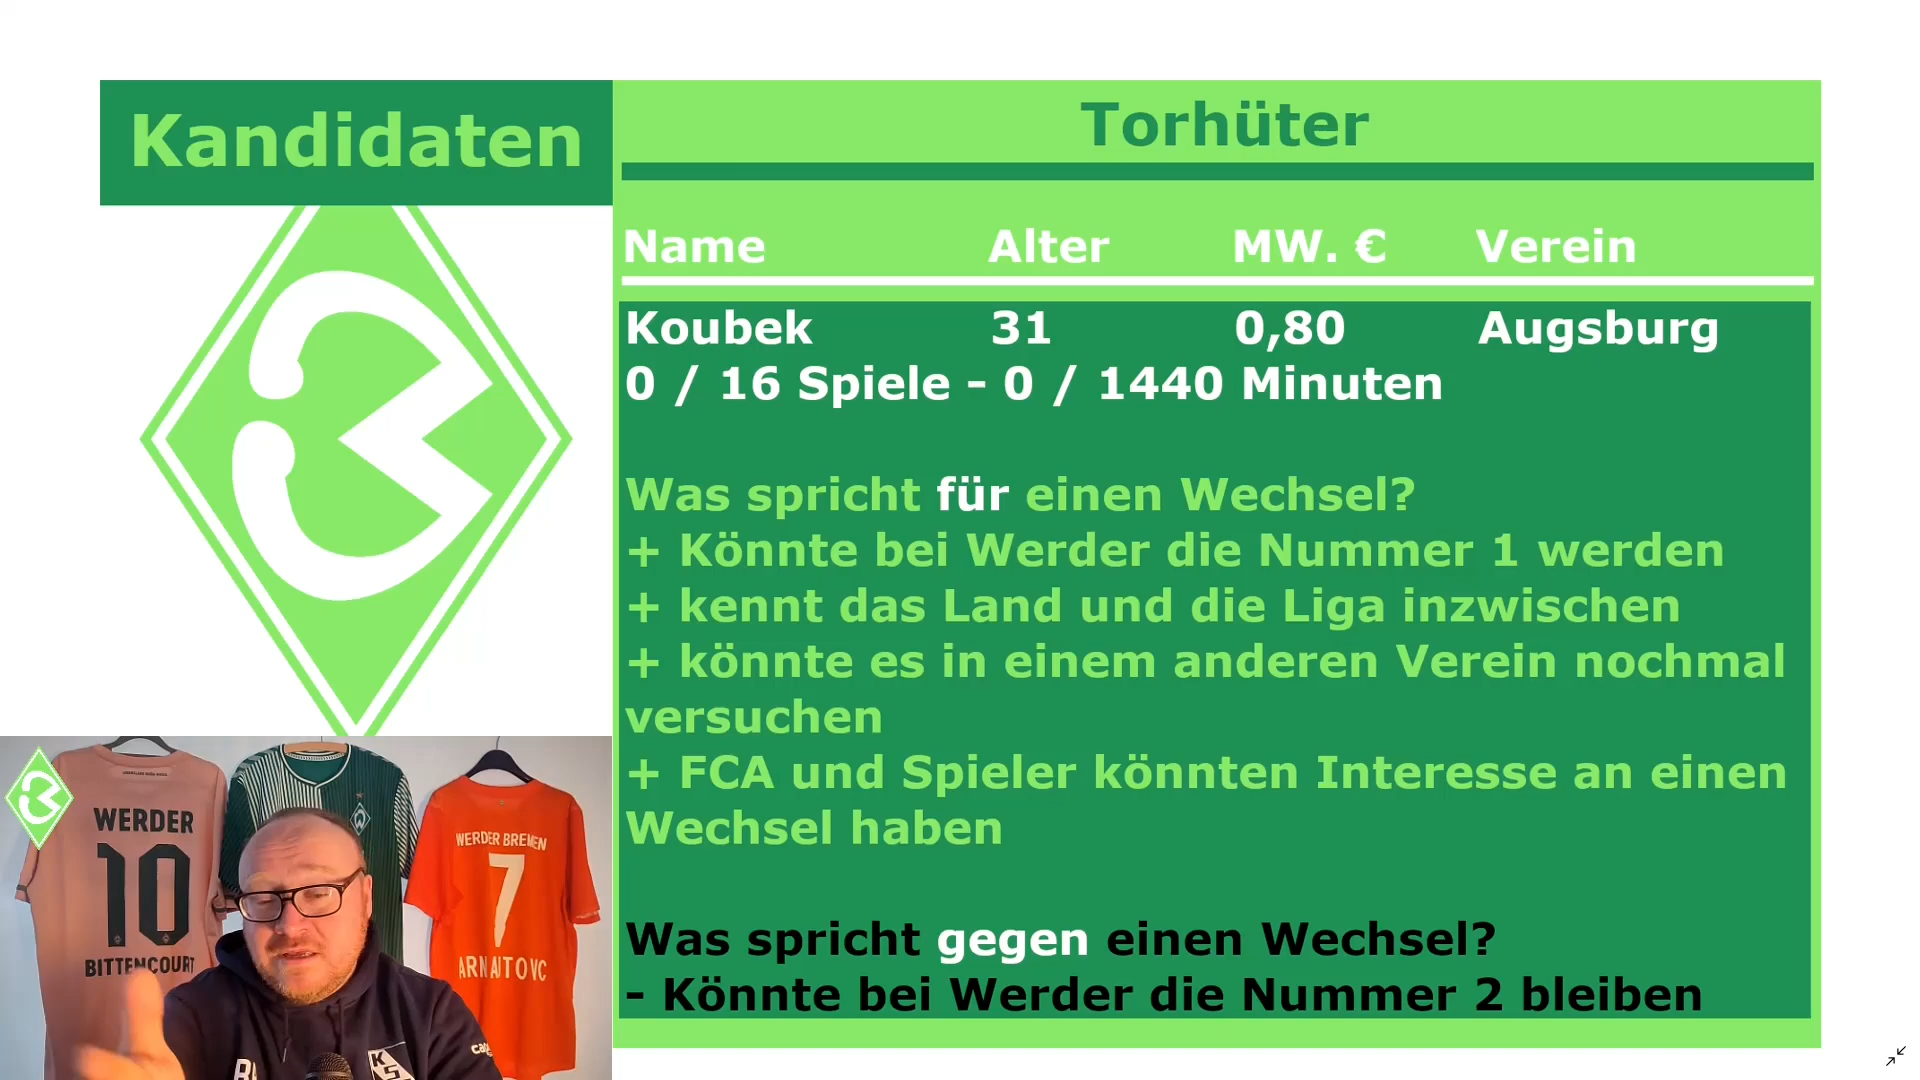 Kandidaten
Torhüter
Name Alter MW. € Verein
Koubek 31 0,80 Augsburg
0 / 16 Spiele - 0 / 1440 Minuten
Was spricht für einen Wechsel?
+ Könnte bei Werder die Nummer 1 werden
+ kennt das Land und die Liga inzwischen
+ könnte es in einem anderen Verein nochmal
versuchen
+ FCA und Spieler könnten Interesse an einen
Wechsel haben
Was spricht gegen einen Wechsel?
- Könnte bei Werder die Nummer 2 bleiben
WERDER
10
BITTENCOURT
WERDER BREMEN
7
ARNAUTOVC